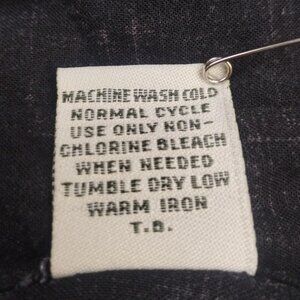 MACHINE WASH COLD
NORMAL CYCLE
USE ONLY NON-
CHLORINE BLEACH
WHEN NEEDED
TUMBLE DRY LOW
WARM IRON
T.D.